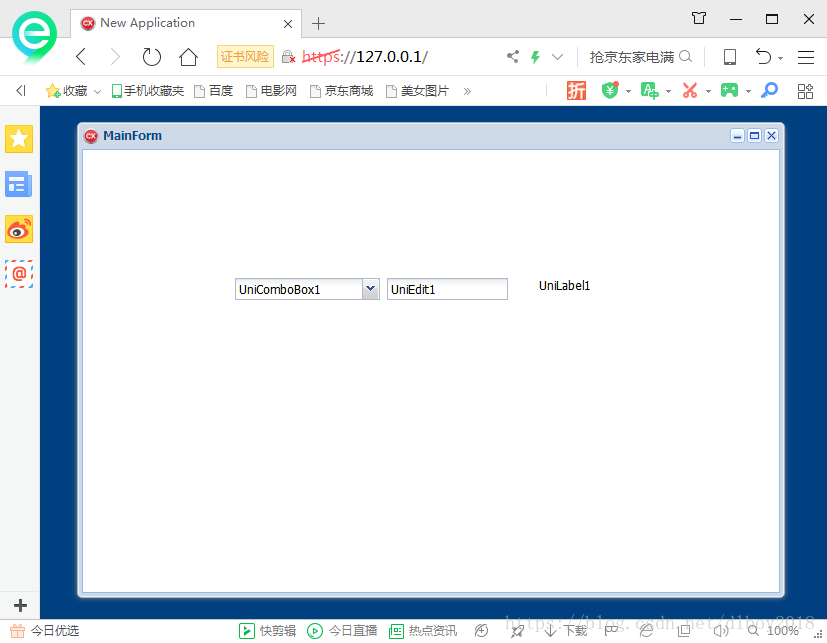 New Application
证书风险 https://127.0.0.1/ 抢京东家电满
收藏 手机收藏夹 百度 电影网 京东商城 美女图片 »
折
MainForm
UniComboBox1 UniEdit1 UniLabel1
今日优选 快剪辑 今日直播 热点资讯 下载 100%
https://blog.csdn.net/dlboy2018